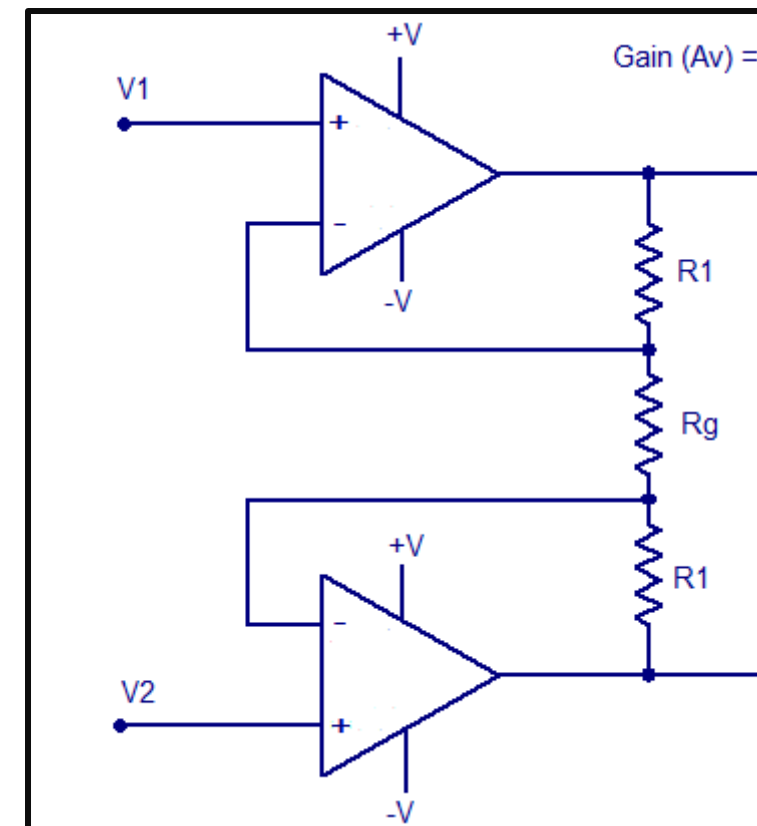 +V
Gain (Av) =
V1
+
-
R1
-V
Rg
+V
R1
-
V2
+
-V